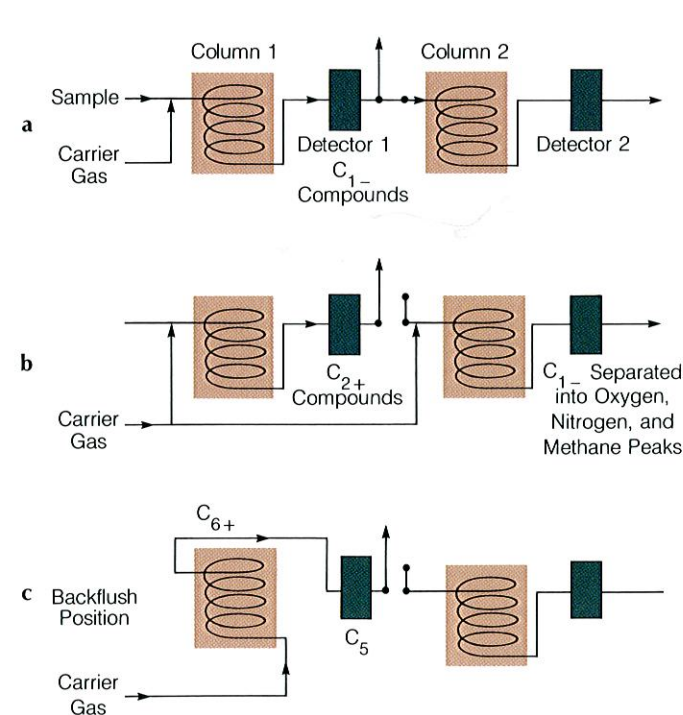 Column 1
Column 2
Sample
a
Detector 1
Detector 2
Carrier
Gas
C1−
Compounds
b
C2+
Compounds
C1− Separated
into Oxygen,
Nitrogen, and
Methane Peaks
Carrier
Gas
C6+
c
Backflush
Position
C5
Carrier
Gas